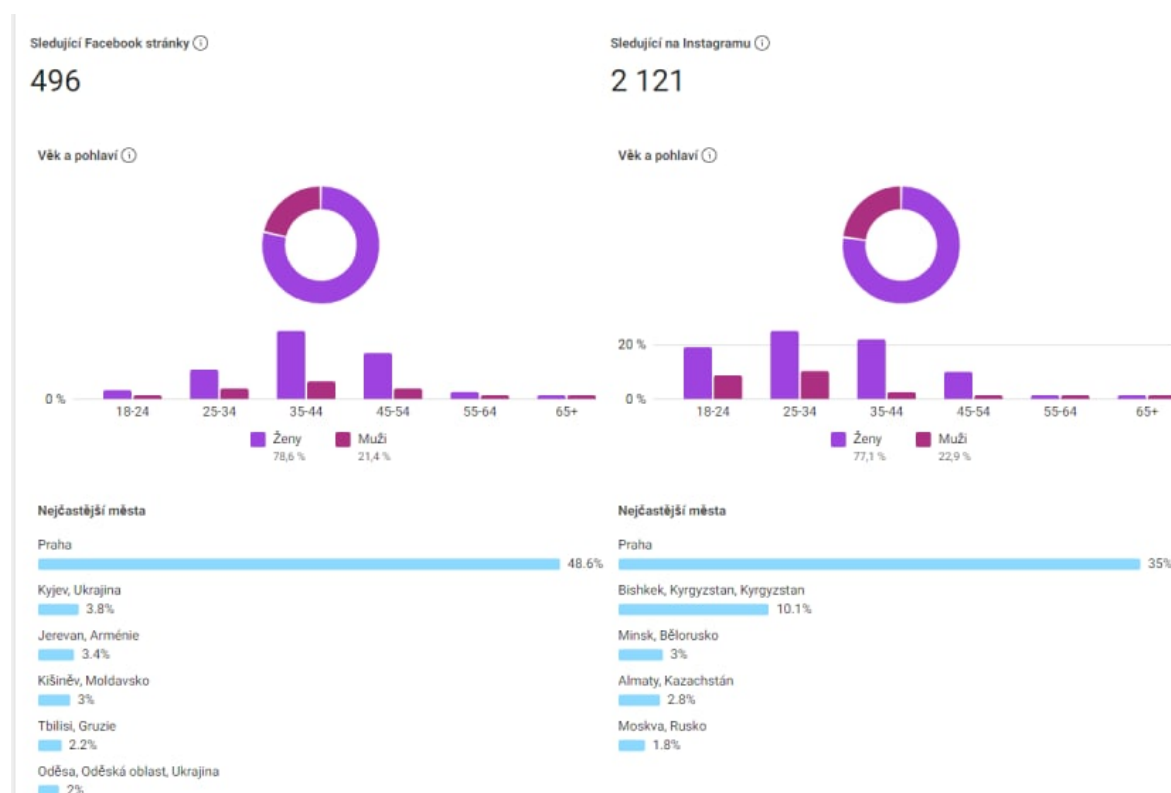 Sledující Facebook stránky
496
Věk a pohlaví
0 %
18-24 25-34 35-44 45-54 55-64 65+
Ženy Muži
78,6 % 21,4 %
Nejčastější města
Praha
48.6%
Kyjev, Ukrajina
3.8%
Jerevan, Arménie
3.4%
Kišiněv, Moldavsko
3%
Tbilisi, Gruzie
2.2%
Oděsa, Oděská oblast, Ukrajina
2%
Sledující na Instagramu
2 121
Věk a pohlaví
20 %
0 %
18-24 25-34 35-44 45-54 55-64 65+
Ženy Muži
77,1 % 22,9 %
Nejčastější města
Praha
35%
Bishkek, Kyrgyzstan, Kyrgyzstan
10.1%
Minsk, Bělorusko
3%
Almaty, Kazachstán
2.8%
Moskva, Rusko
1.8%